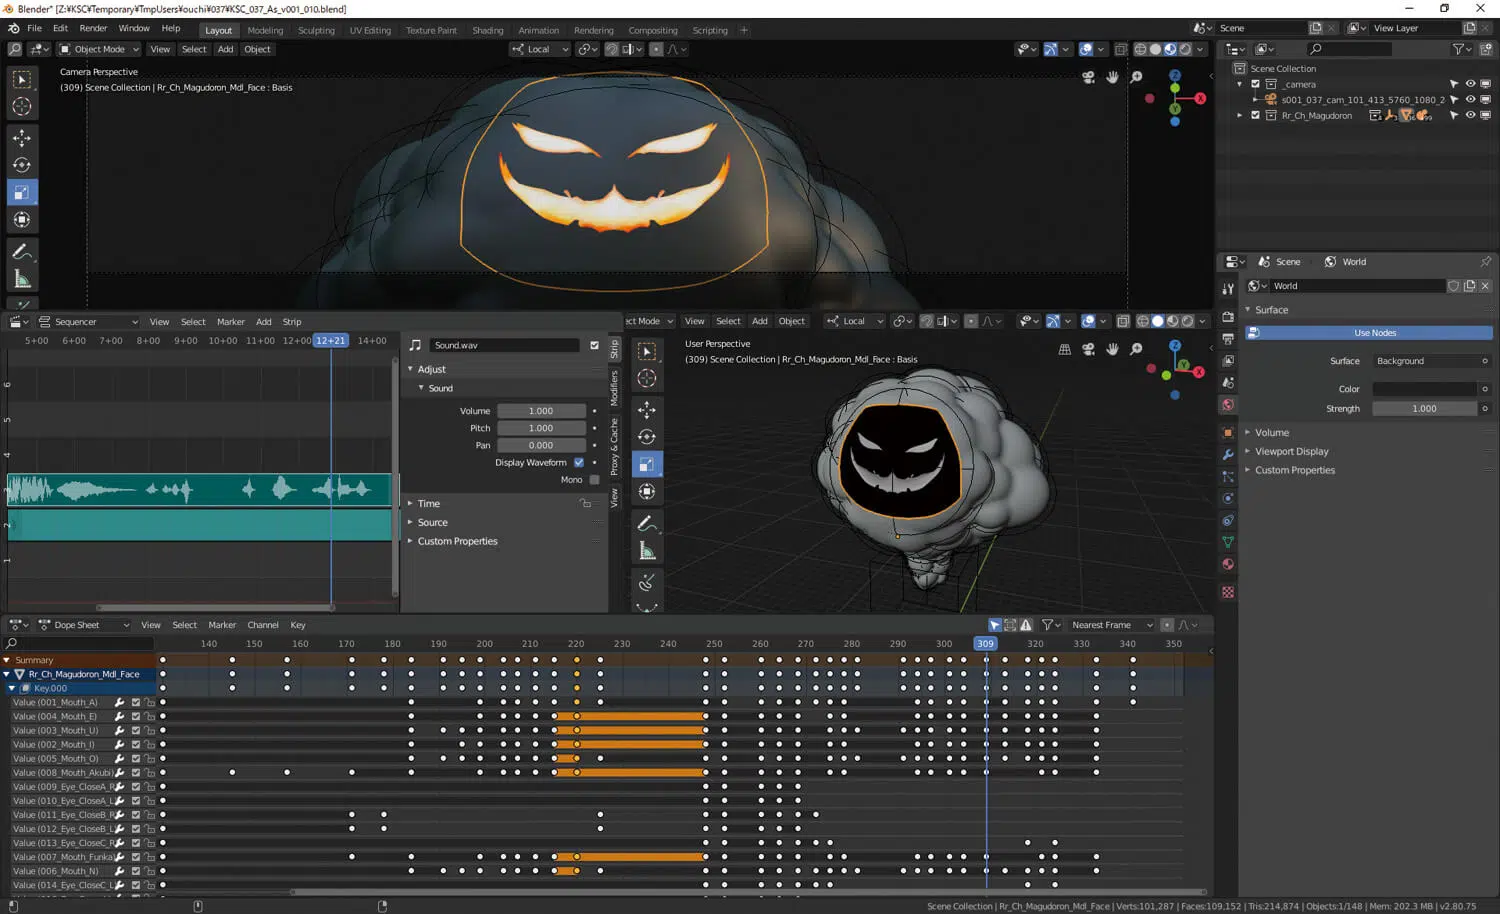 Blender* [Z:¥KSC¥Temporary¥TmpUsers¥ouchi¥037¥KSC_037_As_v001_010.blend]
File Edit Render Window Help Layout Modeling Sculpting UV Editing Texture Paint Shading Animation Rendering Compositing Scripting + Scene View Layer
Object Mode View Select Add Object Local
Camera Perspective
(309) Scene Collection | Rr_Ch_Magudoron_Mdl_Face : Basis
Scene Collection
_camera
s001_037_cam_101_413_5760_1080_2
Rr_Ch_Magudoron
Scene World
World
Surface
Use Nodes
Surface Background
Color
Strength 1.000
Volume
Viewport Display
Custom Properties
Sequencer View Select Marker Add Strip
5+00 6+00 7+00 8+00 9+00 10+00 11+00 12+00 12+21 14+00
6
5
4
3
2
1
Sound.wav
Adjust
Sound
Volume 1.000
Pitch 1.000
Pan 0.000
Display Waveform
Mono
Time
Source
Custom Properties
Strip
Modifiers
Proxy & Cache
View
ect Mode View Select Add Object Local
User Perspective
(309) Scene Collection | Rr_Ch_Magudoron_Mdl_Face : Basis
Dope Sheet View Select Marker Channel Key Nearest Frame
140 150 160 170 180 190 200 210 220 230 240 250 260 270 280 290 300 309 320 330 340 350
Summary
Rr_Ch_Magudoron_Mdl_Face
Key.000
Value (001_Mouth_A)
Value (004_Mouth_E)
Value (003_Mouth_U)
Value (002_Mouth_I)
Value (005_Mouth_O)
Value (008_Mouth_Akubi)
Value (009_Eye_CloseA_R
Value (010_Eye_CloseA_L
Value (011_Eye_CloseB_R
Value (012_Eye_CloseB_L
Value (013_Eye_CloseC_R
Value (007_Mouth_Funka
Value (006_Mouth_N)
Value (014_Eye_CloseC_L
Scene Collection | Rr_Ch_Magudoron_Mdl_Face | Verts:101,287 | Faces:109,152 | Tris:214,874 | Objects:1/148 | Mem: 202.3 MB | v2.80.75